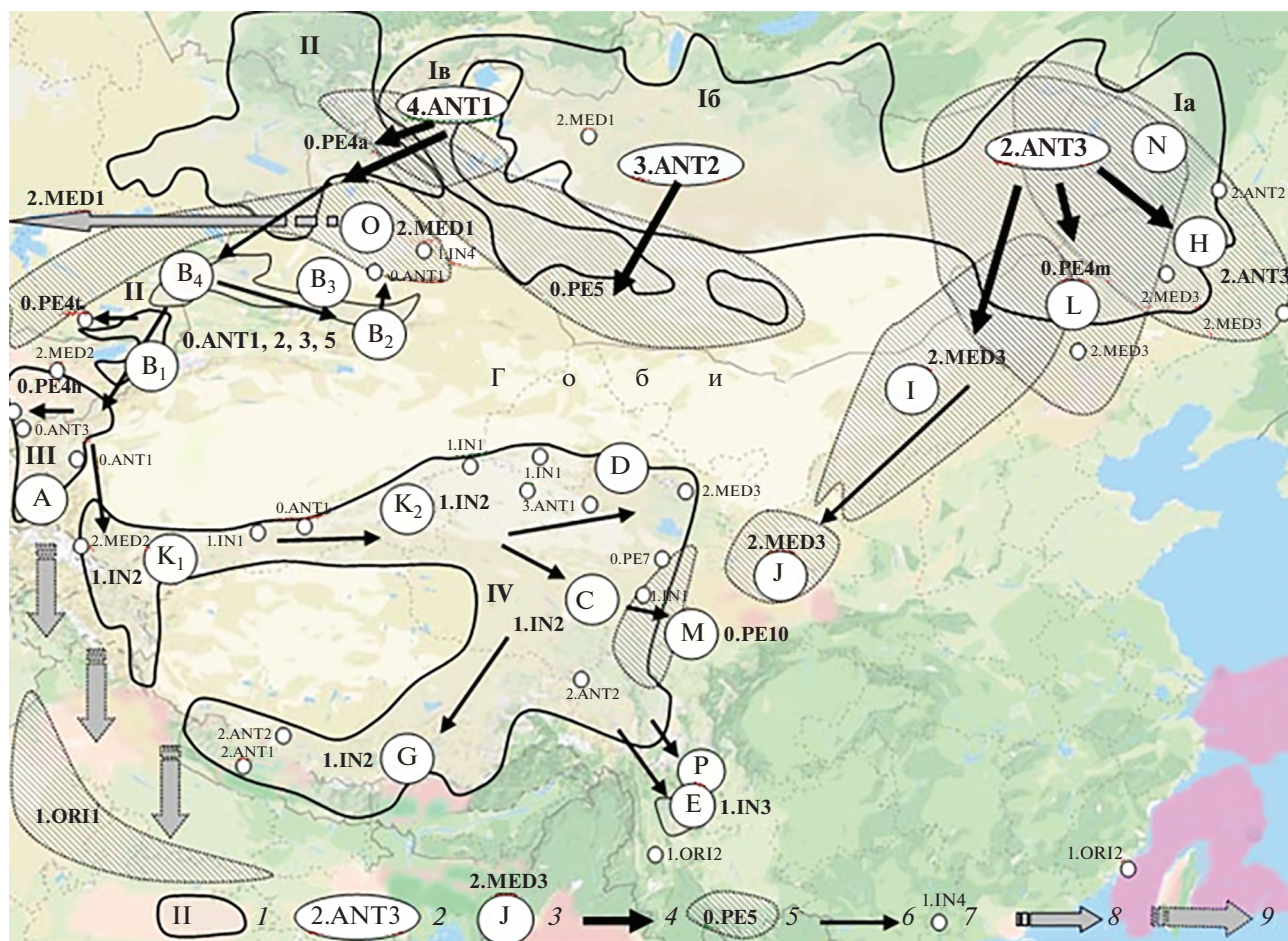 II
Iв
Iб
Iа
4.ANT1
0.PE4a
2.MED1
3.ANT2
2.ANT3
N
2.ANT2
2.MED1
O
2.MED1
1.IN4
0.ANT1
H
B4
B3
0.PE4m
2.ANT3
2.MED3
0.PE5
L
II
0.PE4t
0.ANT1, 2, 3, 5
B2
2.MED3
2.MED3
2.MED2
B1
2.MED3
Г о б и
I
0.PE4h
0.ANT3
III
0.ANT1
1.IN1
1.IN1
D
A
K2
1.IN2
3.ANT1
2.MED3
0.ANT1
1.IN1
2.MED2
K1
1.IN2
2.MED3
J
0.PE7
IV
C
1.IN1
1.IN2
M
0.PE10
2.ANT2
2.ANT2
2.ANT1
1.IN2
G
P
E
1.IN3
1.ORI1
1.ORI2
1.ORI2
II 1
2.ANT3 2
2.MED3
J 3
4
0.PE5 5
6
1.IN4
7
8
9